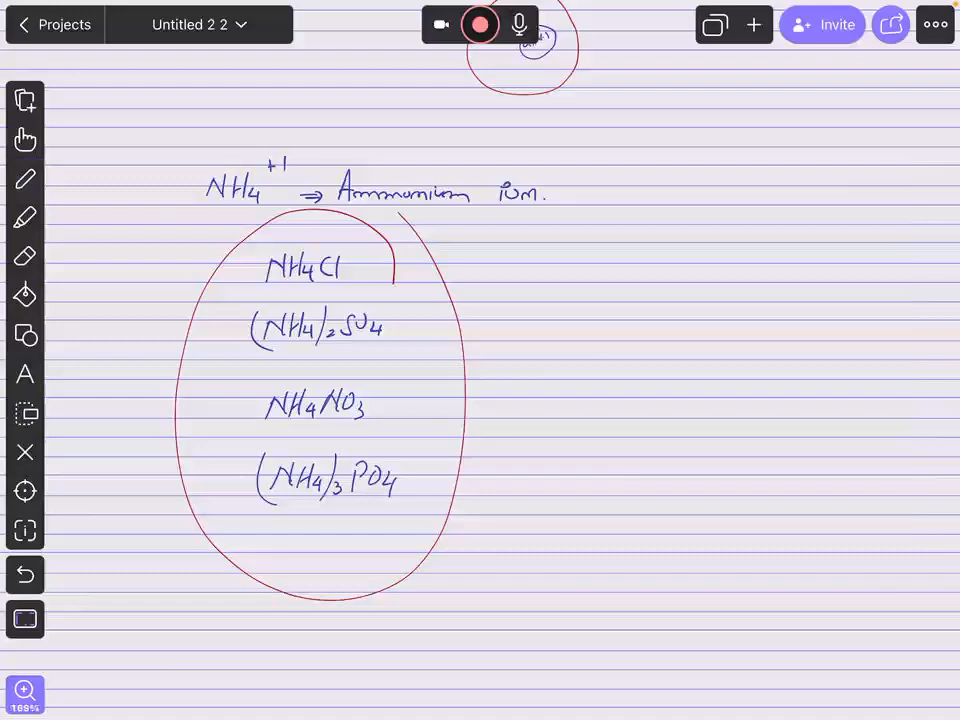 Projects
Untitled 2 2
Invite
NH4 +1 ⇒ Ammonium ion.
NH4Cl
(NH4)2SO4
NH4NO3
(NH4)3PO4
A
169%